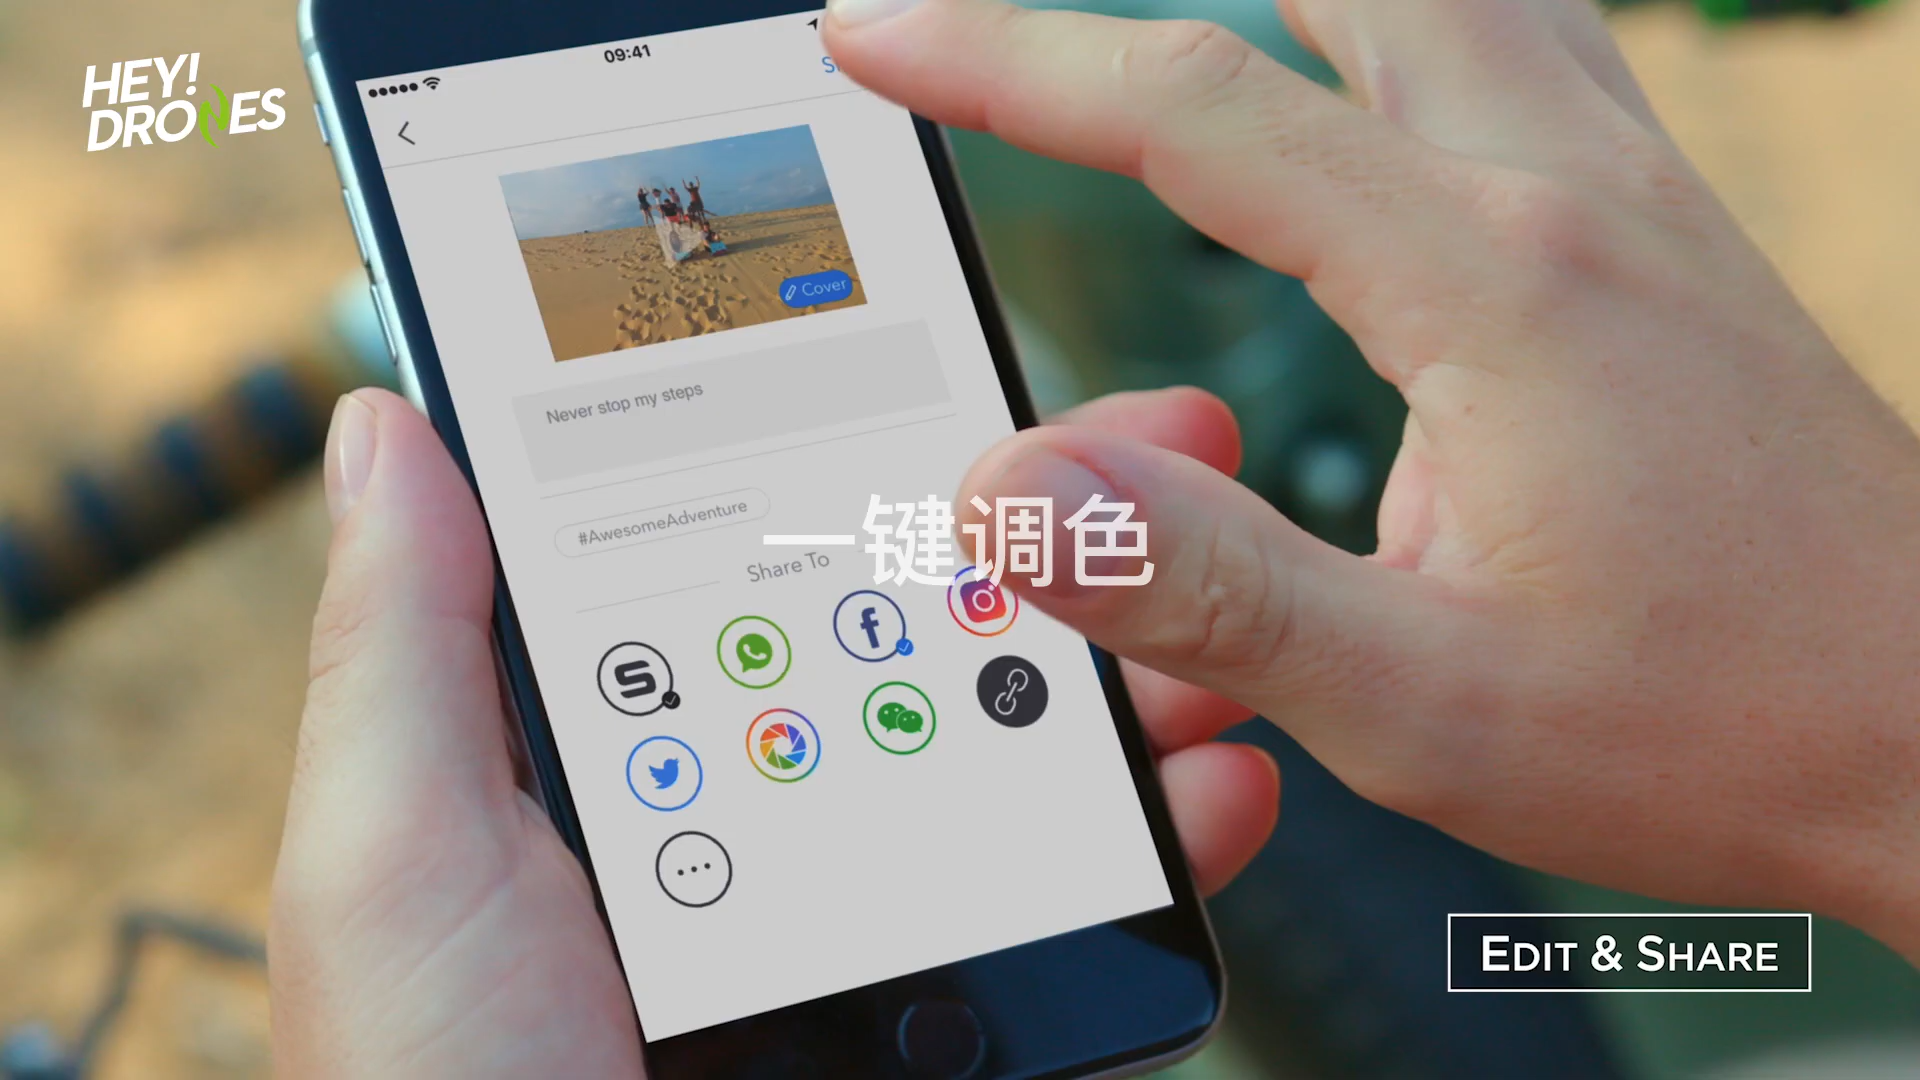 HEY!
DRONES
09:41
Cover
Never stop my steps
#AwesomeAdventure
一键调色
Share To
EDIT & SHARE